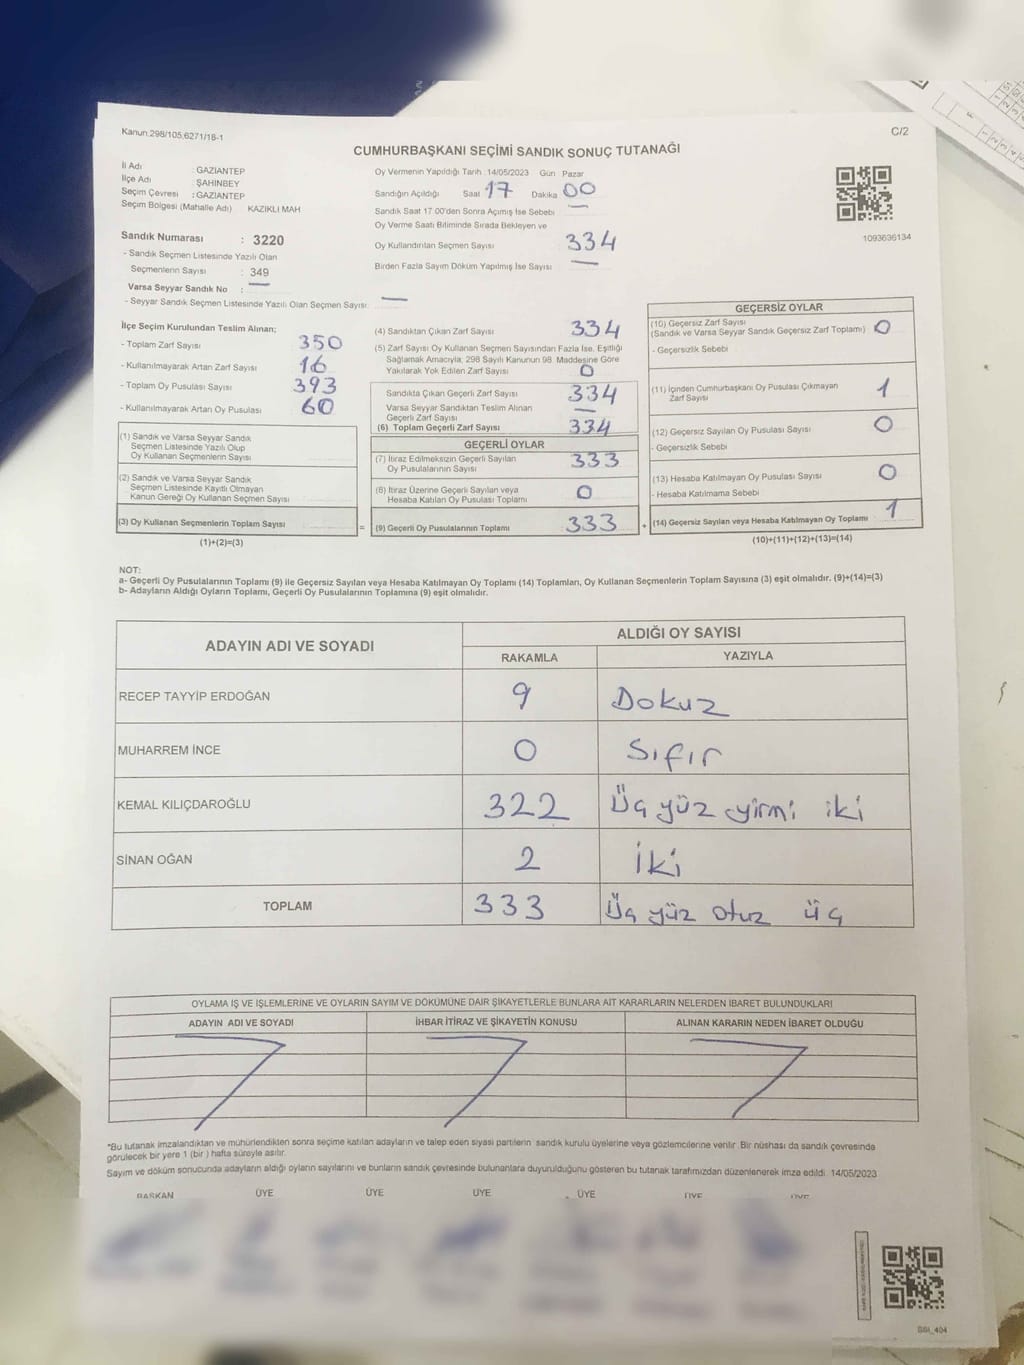 Kanun.298/105,6271/18-1
C/2
CUMHURBAŞKANI SEÇİMİ SANDIK SONUÇ TUTANAĞI
İl Adı : GAZİANTEP
İlçe Adı : ŞAHİNBEY
Seçim Çevresi : GAZİANTEP
Seçim Bölgesi (Mahalle Adı) KAZIKLI MAH
Sandık Numarası : 3220
- Sandık Seçmen Listesinde Yazılı Olan
Seçmenlerin Sayısı : 349
Varsa Seyyar Sandık No : —
- Seyyar Sandık Seçmen Listesinde Yazılı Olan Seçmen Sayısı: —
Oy Vermenin Yapıldığı Tarih : 14/05/2023 Gün Pazar
Sandığın Açıldığı Saat 17 Dakika 00
Sandık Saat 17.00'den Sonra Açımış İse Sebebi —
Oy Verme Saati Bitiminde Sırada Bekleyen ve
Oy Kullandırılan Seçmen Sayısı 334
Birden Fazla Sayım Döküm Yapılmış İse Sayısı —
1093636134
İlçe Seçim Kurulundan Teslim Alınan;
- Toplam Zarf Sayısı 350
- Kullanılmayarak Artan Zarf Sayısı 16
- Toplam Oy Pusulası Sayısı 393
- Kullanılmayarak Artan Oy Pusulası 60
(1) Sandık ve Varsa Seyyar Sandık
Seçmen Listesinde Yazılı Olup
Oy Kullanan Seçmenlerin Sayısı
(2) Sandık ve Varsa Seyyar Sandık
Seçmen Listesinde Kayıtlı Olmayan
Kanun Gereği Oy Kullanan Seçmen Sayısı
(3) Oy Kullanan Seçmenlerin Toplam Sayısı
(1)+(2)=(3)
=
(4) Sandıktan Çıkan Zarf Sayısı 334
(5) Zarf Sayısı Oy Kullanan Seçmen Sayısından Fazla İse, Eşitliği
Sağlamak Amacıyla; 298 Sayılı Kanunun 98. Maddesine Göre
Yakılarak Yok Edilen Zarf Sayısı 0
Sandıkta Çıkan Geçerli Zarf Sayısı 334
Varsa Seyyar Sandıktan Teslim Alınan
Geçerli Zarf Sayısı —
(6) Toplam Geçerli Zarf Sayısı 334
GEÇERLİ OYLAR
(7) İtiraz Edilmeksizin Geçerli Sayılan
Oy Pusulalarının Sayısı 333
(8) İtiraz Üzerine Geçerli Sayılan veya
Hesaba Katılan Oy Pusulası Toplamı 0
(9) Geçerli Oy Pusulalarının Toplamı 333
+
GEÇERSİZ OYLAR
(10) Geçersiz Zarf Sayısı
(Sandık ve Varsa Seyyar Sandık Geçersiz Zarf Toplamı) 0
- Geçersizlik Sebebi
(11) İçinden Cumhurbaşkanı Oy Pusulası Çıkmayan
Zarf Sayısı 1
(12) Geçersiz Sayılan Oy Pusulası Sayısı 0
- Geçersizlik Sebebi
(13) Hesaba Katılmayan Oy Pusulası Sayısı 0
- Hesaba Katılmama Sebebi
(14) Geçersiz Sayılan veya Hesaba Katılmayan Oy Toplamı 1
(10)+(11)+(12)+(13)=(14)
NOT:
a- Geçerli Oy Pusulalarının Toplamı (9) ile Geçersiz Sayılan veya Hesaba Katılmayan Oy Toplamı (14) Toplamları, Oy Kullanan Seçmenlerin Toplam Sayısına (3) eşit olmalıdır. (9)+(14)=(3)
b- Adayların Aldığı Oyların Toplamı, Geçerli Oy Pusulalarının Toplamına (9) eşit olmalıdır.
ADAYIN ADI VE SOYADI
ALDIĞI OY SAYISI
RAKAMLA YAZIYLA
RECEP TAYYİP ERDOĞAN 9 Dokuz
MUHARREM İNCE 0 Sıfır
KEMAL KILIÇDAROĞLU 322 Üç yüz yirmi iki
SİNAN OĞAN 2 İki
TOPLAM 333 Üç yüz otuz üç
OYLAMA İŞ VE İŞLEMLERİNE VE OYLARIN SAYIM VE DÖKÜMÜNE DAİR ŞİKAYETLERLE BUNLARA AİT KARARLARIN NELERDEN İBARET BULUNDUKLARI
ADAYIN ADI VE SOYADI İHBAR İTİRAZ VE ŞİKAYETİN KONUSU ALINAN KARARIN NEDEN İBARET OLDUĞU
*Bu tutanak imzalandıktan ve mühürlendikten sonra seçime katılan adayların ve talep eden siyasi partilerin sandık kurulu üyelerine veya gözlemcilerine verilir. Bir nüshası da sandık çevresinde
görülecek bir yere 1 (bir ) hafta süreyle asılır.
Sayım ve döküm sonucunda adayların aldığı oyların sayılarını ve bunların sandık çevresinde bulunanlara duyurulduğunu gösteren bu tutanak tarafımızdan düzenlenerek imza edildi. 14/05/2023
BAŞKAN ÜYE ÜYE ÜYE ÜYE ÜYE ÜYE